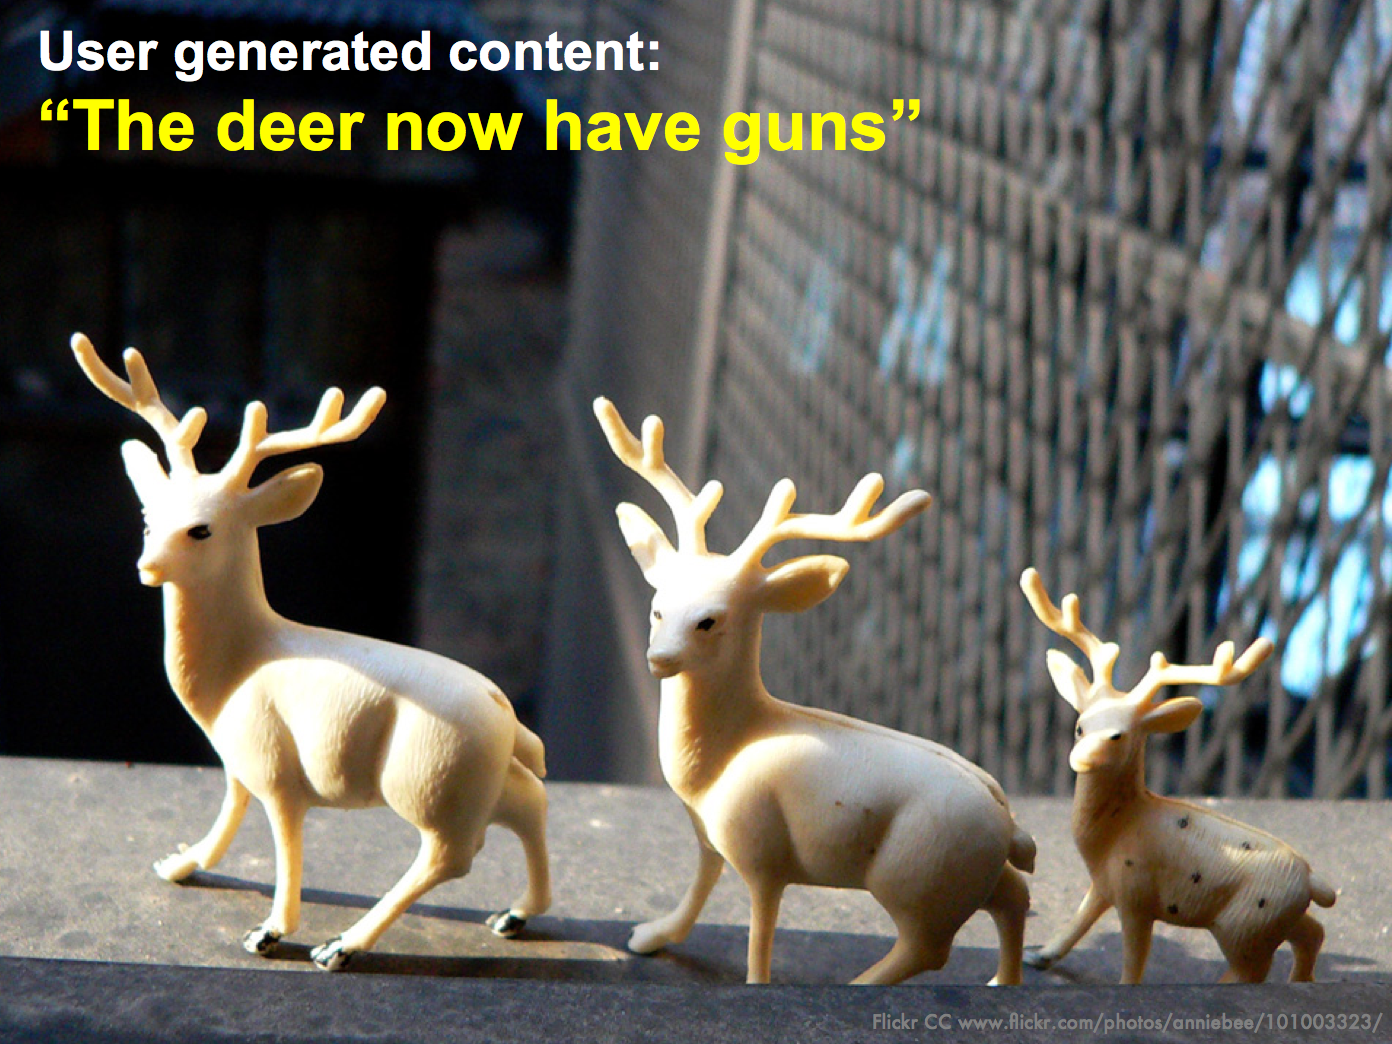 User generated content:
“The deer now have guns”
Flickr CC www.flickr.com/photos/anniebee/101003323/